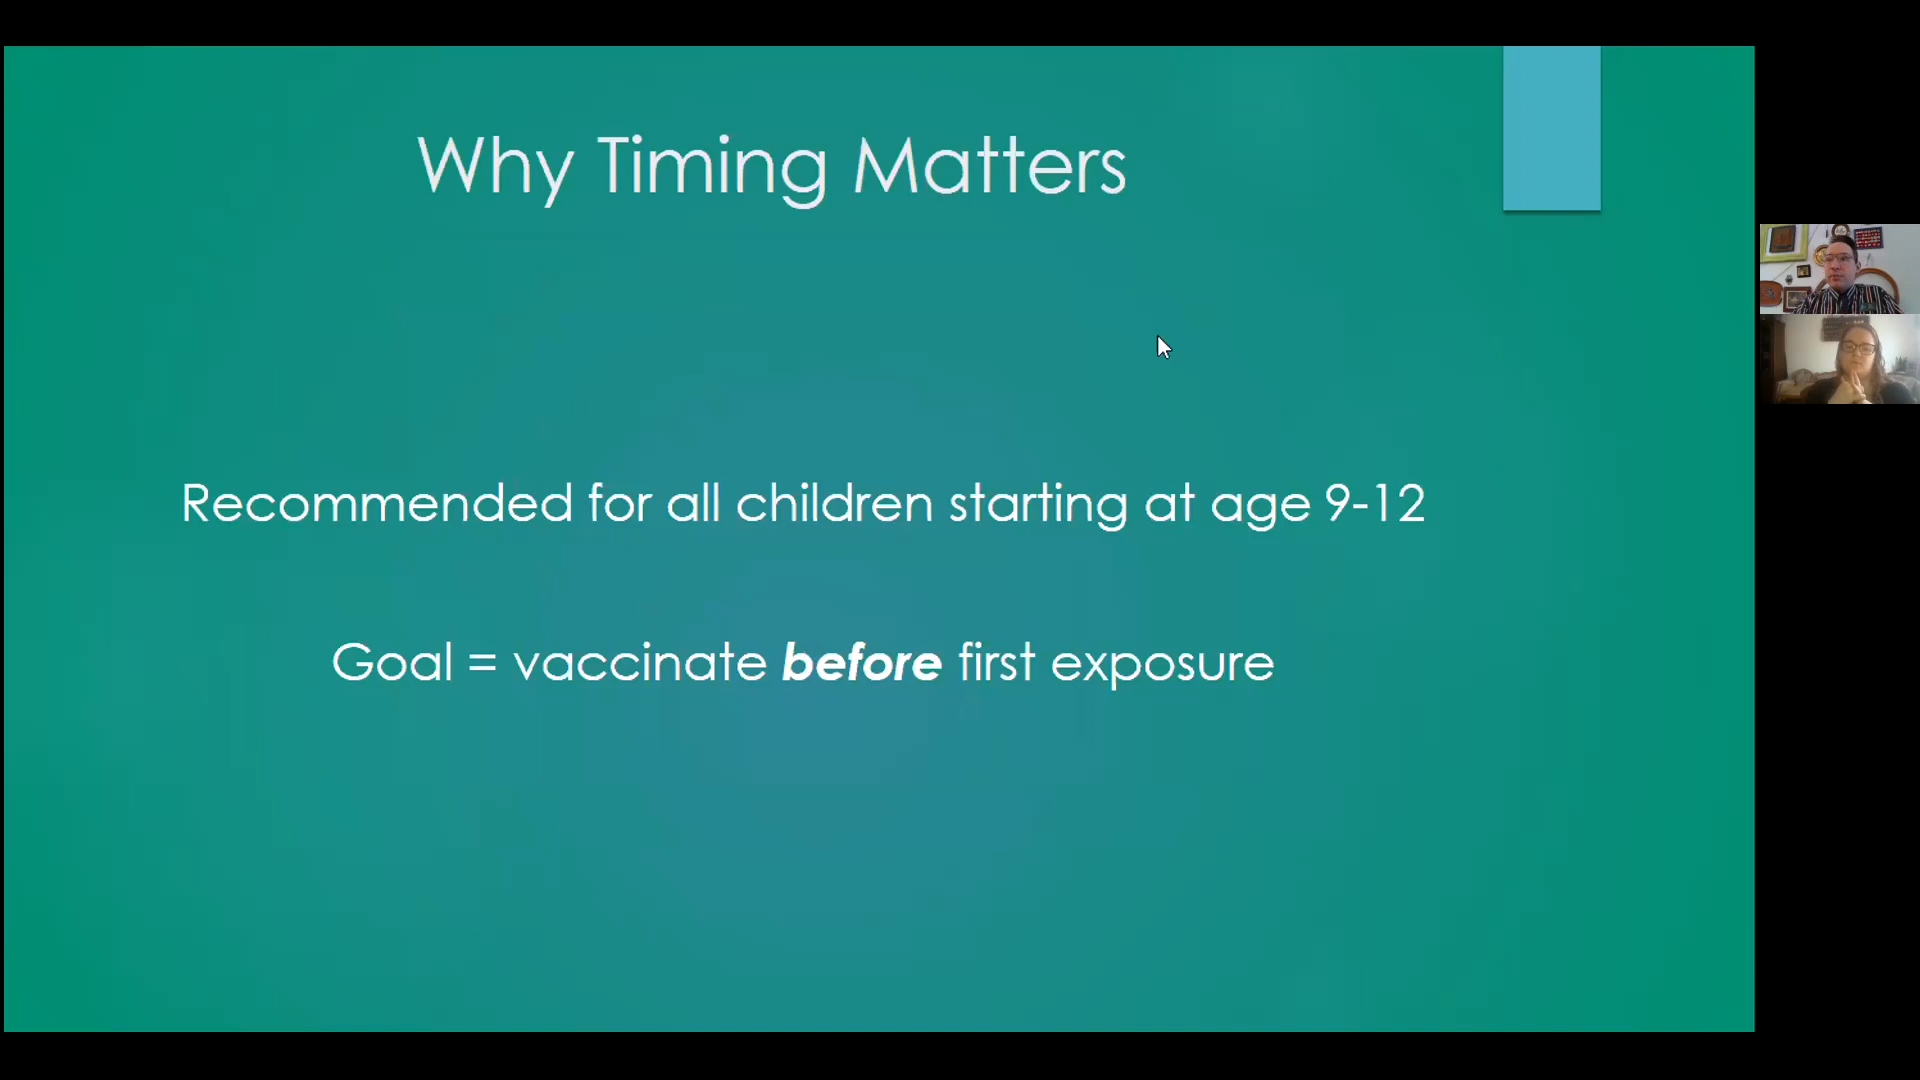 Why Timing Matters
Recommended for all children starting at age 9-12
Goal = vaccinate before first exposure